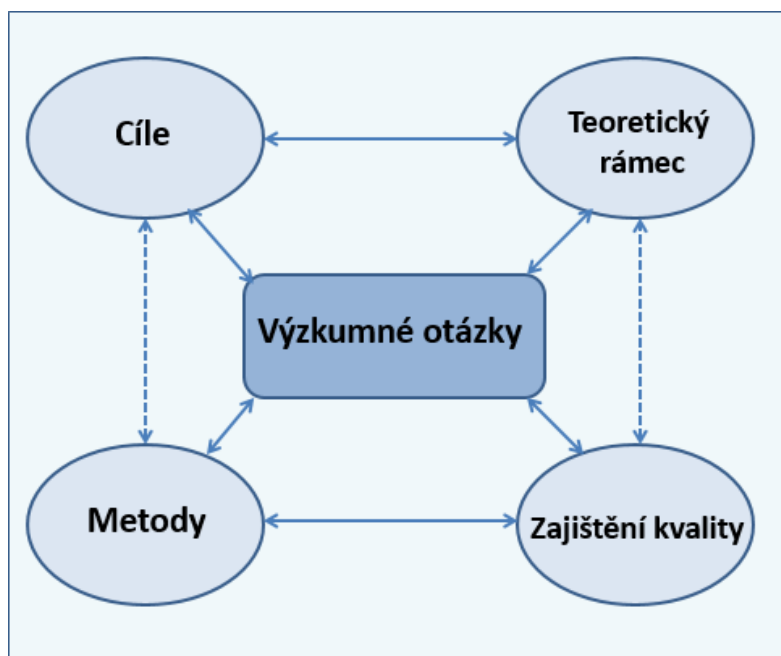 Cíle
Teoretický
rámec
Výzkumné otázky
Metody
Zajištění kvality